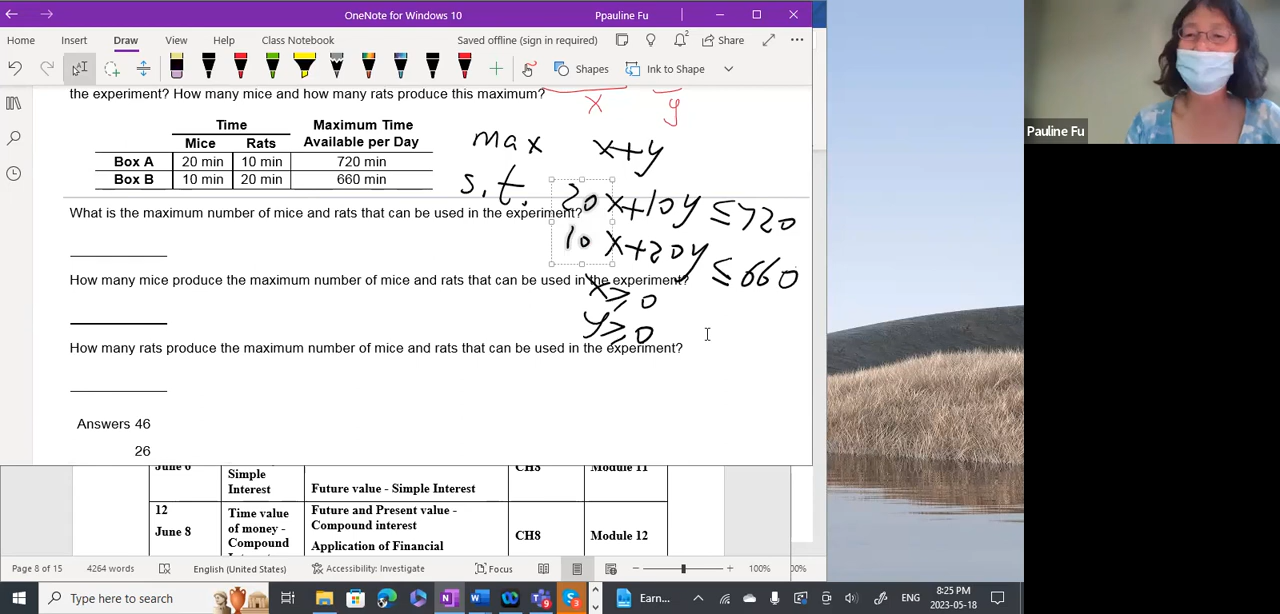 OneNote for Windows 10
Ppauline Fu
Home Insert Draw View Help Class Notebook Saved offline (sign in required) Share
Shapes Ink to Shape
the experiment? How many mice and how many rats produce this maximum?
x y
Time Maximum Time
Mice Rats Available per Day
Box A 20 min 10 min 720 min
Box B 10 min 20 min 660 min
max x+y
s.t. 20x+10y ≤720
10x+20y ≤660
x≥0
y≥0
What is the maximum number of mice and rats that can be used in the experiment?
How many mice produce the maximum number of mice and rats that can be used in the experiment?
How many rats produce the maximum number of mice and rats that can be used in the experiment?
Answers 46
26
June 6 Simple CH8 Module 11
Interest Future value - Simple Interest
12 Time value Future and Present value -
June 8 of money - Compound interest CH8 Module 12
Compound Application of Financial
Page 8 of 15 4264 words English (United States) Accessibility: Investigate Focus 100% 00%
Type here to search Earn... ENG 8:25 PM
2023-05-18
Pauline Fu